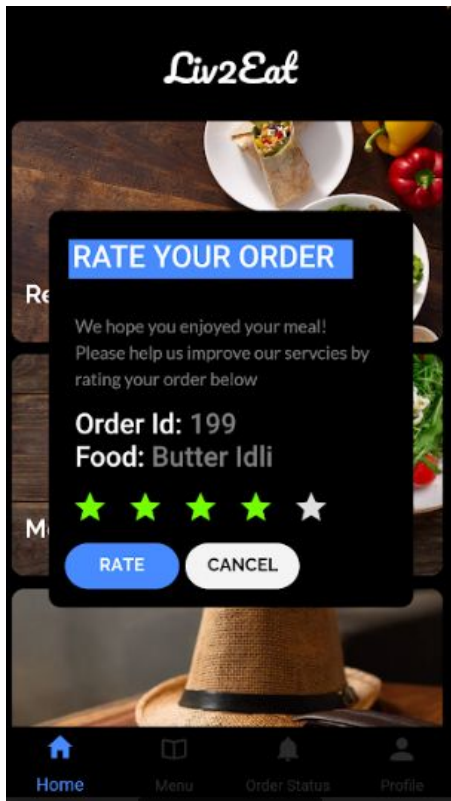 Liv2Eat
RATE YOUR ORDER
Re
We hope you enjoyed your meal!
Please help us improve our servcies by
rating your order below
Order Id: 199
Food: Butter Idli
M
RATE
CANCEL
Home
Menu
Order Status
Profile